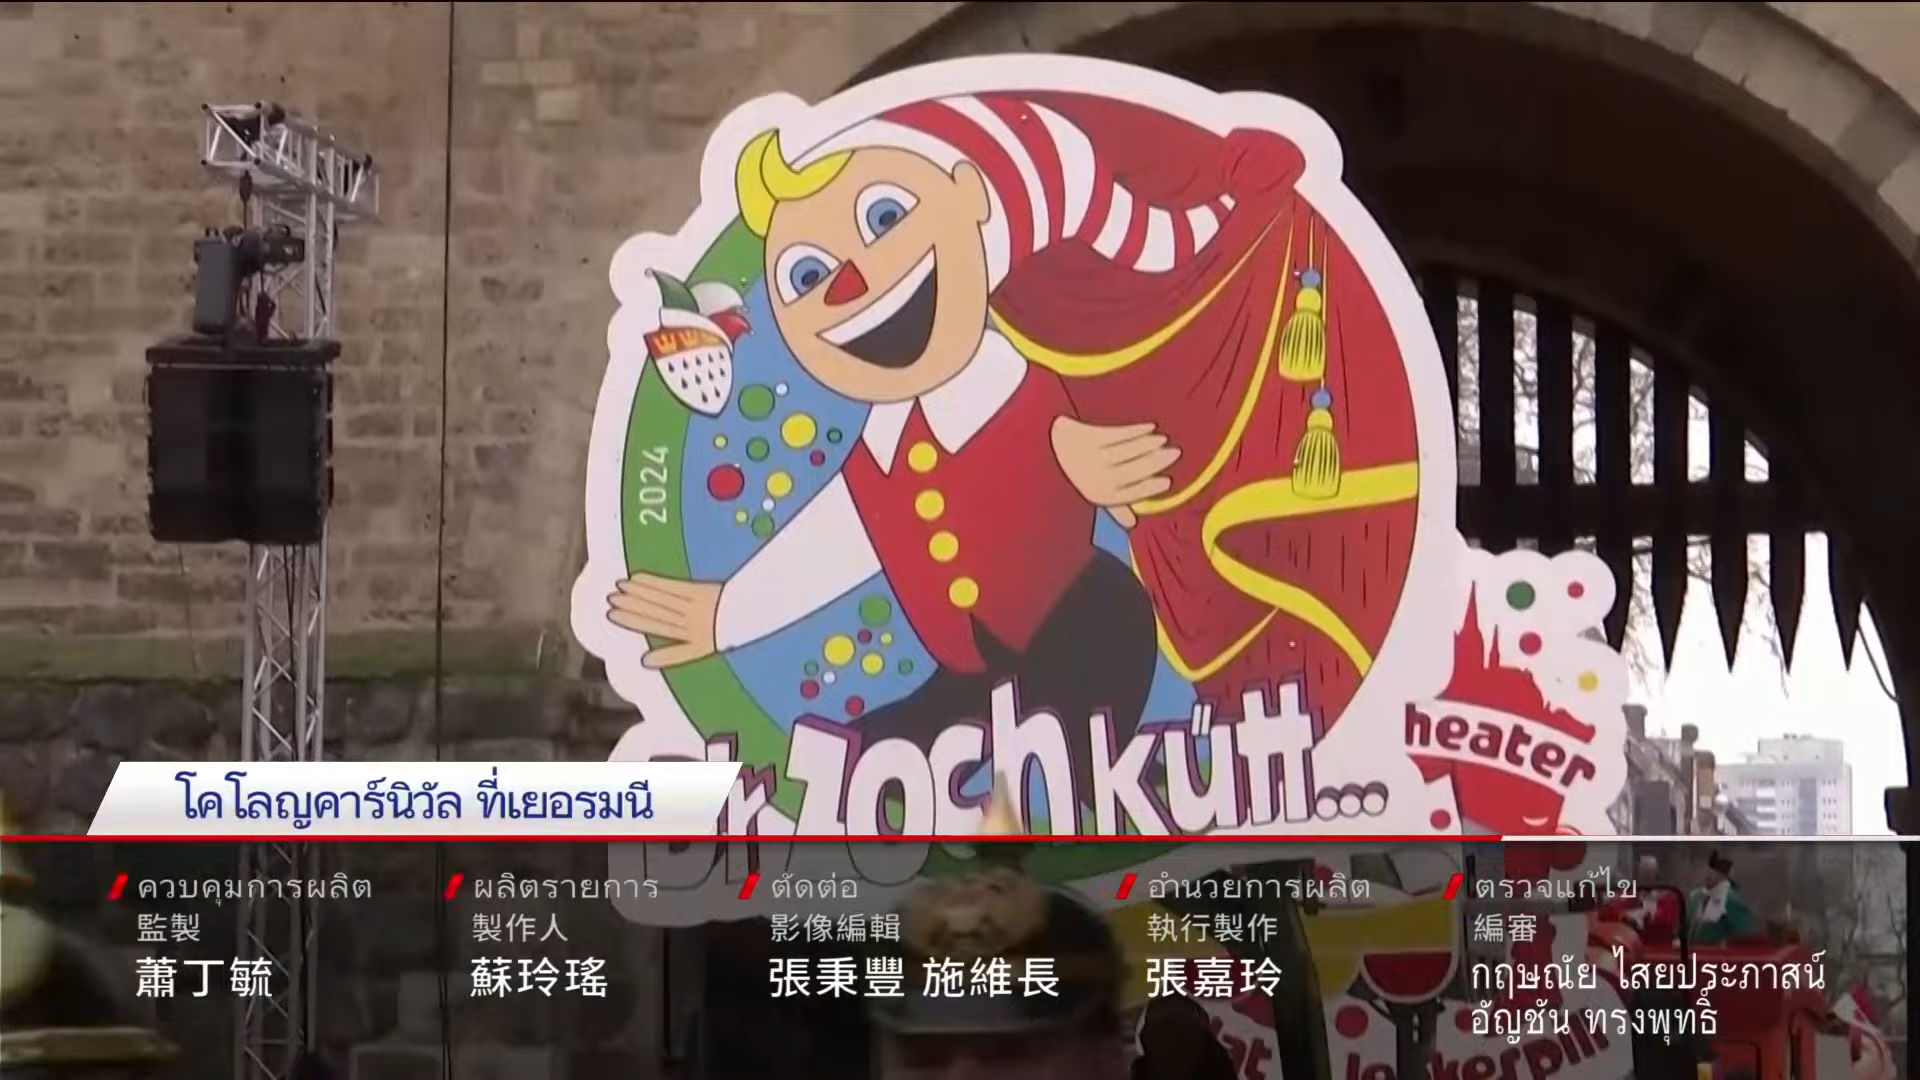 2024
Dr Zoch kütt...
heater
โคโลญคาร์นิวัล ที่เยอรมนี
ควบคุมการผลิต
監製
蕭丁毓
ผลิตรายการ
製作人
蘇玲瑤
ตัดต่อ
影像編輯
張秉豐 施維長
อำนวยการผลิต
執行製作
張嘉玲
ตรวจแก้ไข
編審
กฤษณัย ไสยประภาสน์
อัญชัน ทรงพุทธิ์